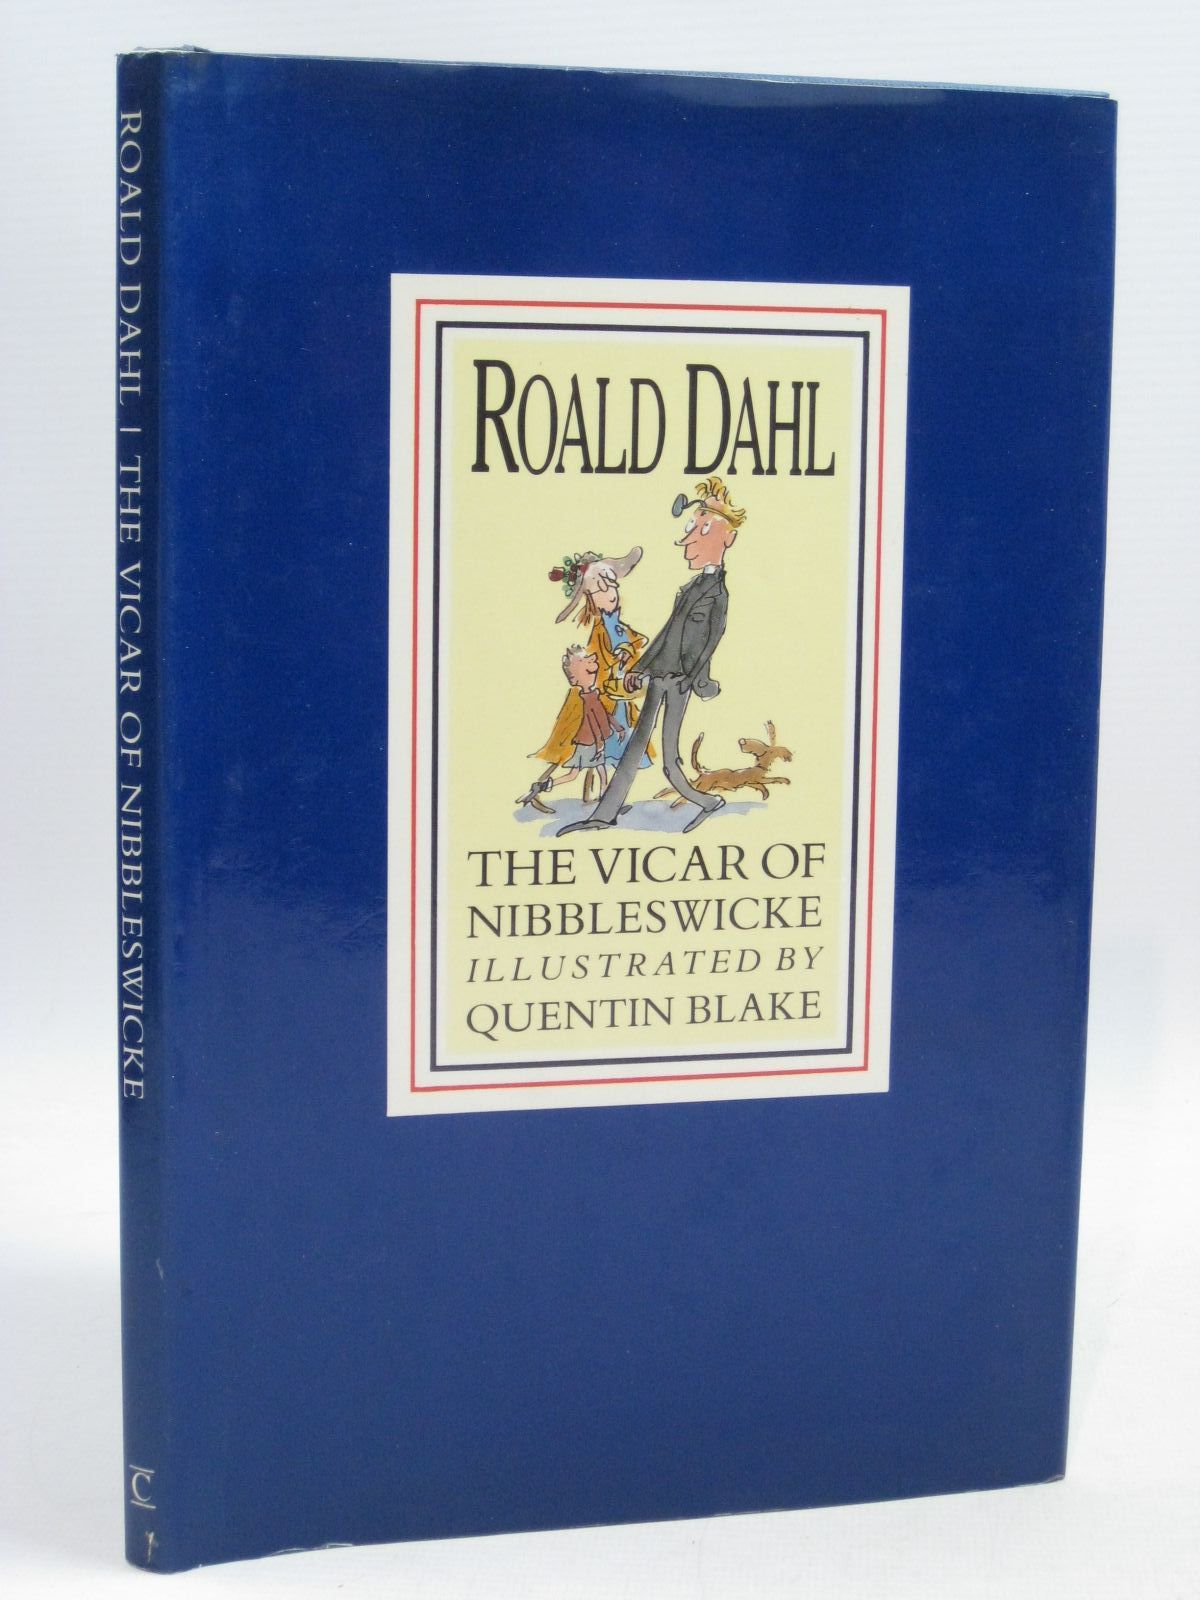 ROALD DAHL | THE VICAR OF NIBBLESWICKE
C
ROALD DAHL
THE VICAR OF
NIBBLESWICKE
ILLUSTRATED BY
QUENTIN BLAKE